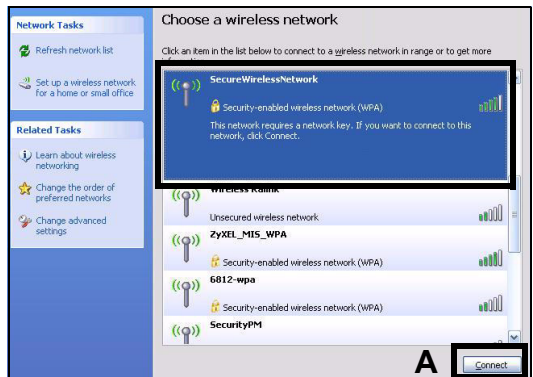 Network Tasks
Refresh network list
Set up a wireless network
for a home or small office
Related Tasks
Learn about wireless
networking
Change the order of
preferred networks
Change advanced
settings
Choose a wireless network
Click an item in the list below to connect to a wireless network in range or to get more
SecureWirelessNetwork
Security-enabled wireless network (WPA)
This network requires a network key. If you want to connect to this
network, click Connect.
Wireless Ralink
Unsecured wireless network
ZyXEL_MIS_WPA
Security-enabled wireless network (WPA)
6812-wpa
Security-enabled wireless network (WPA)
SecurityPM
A
Connect